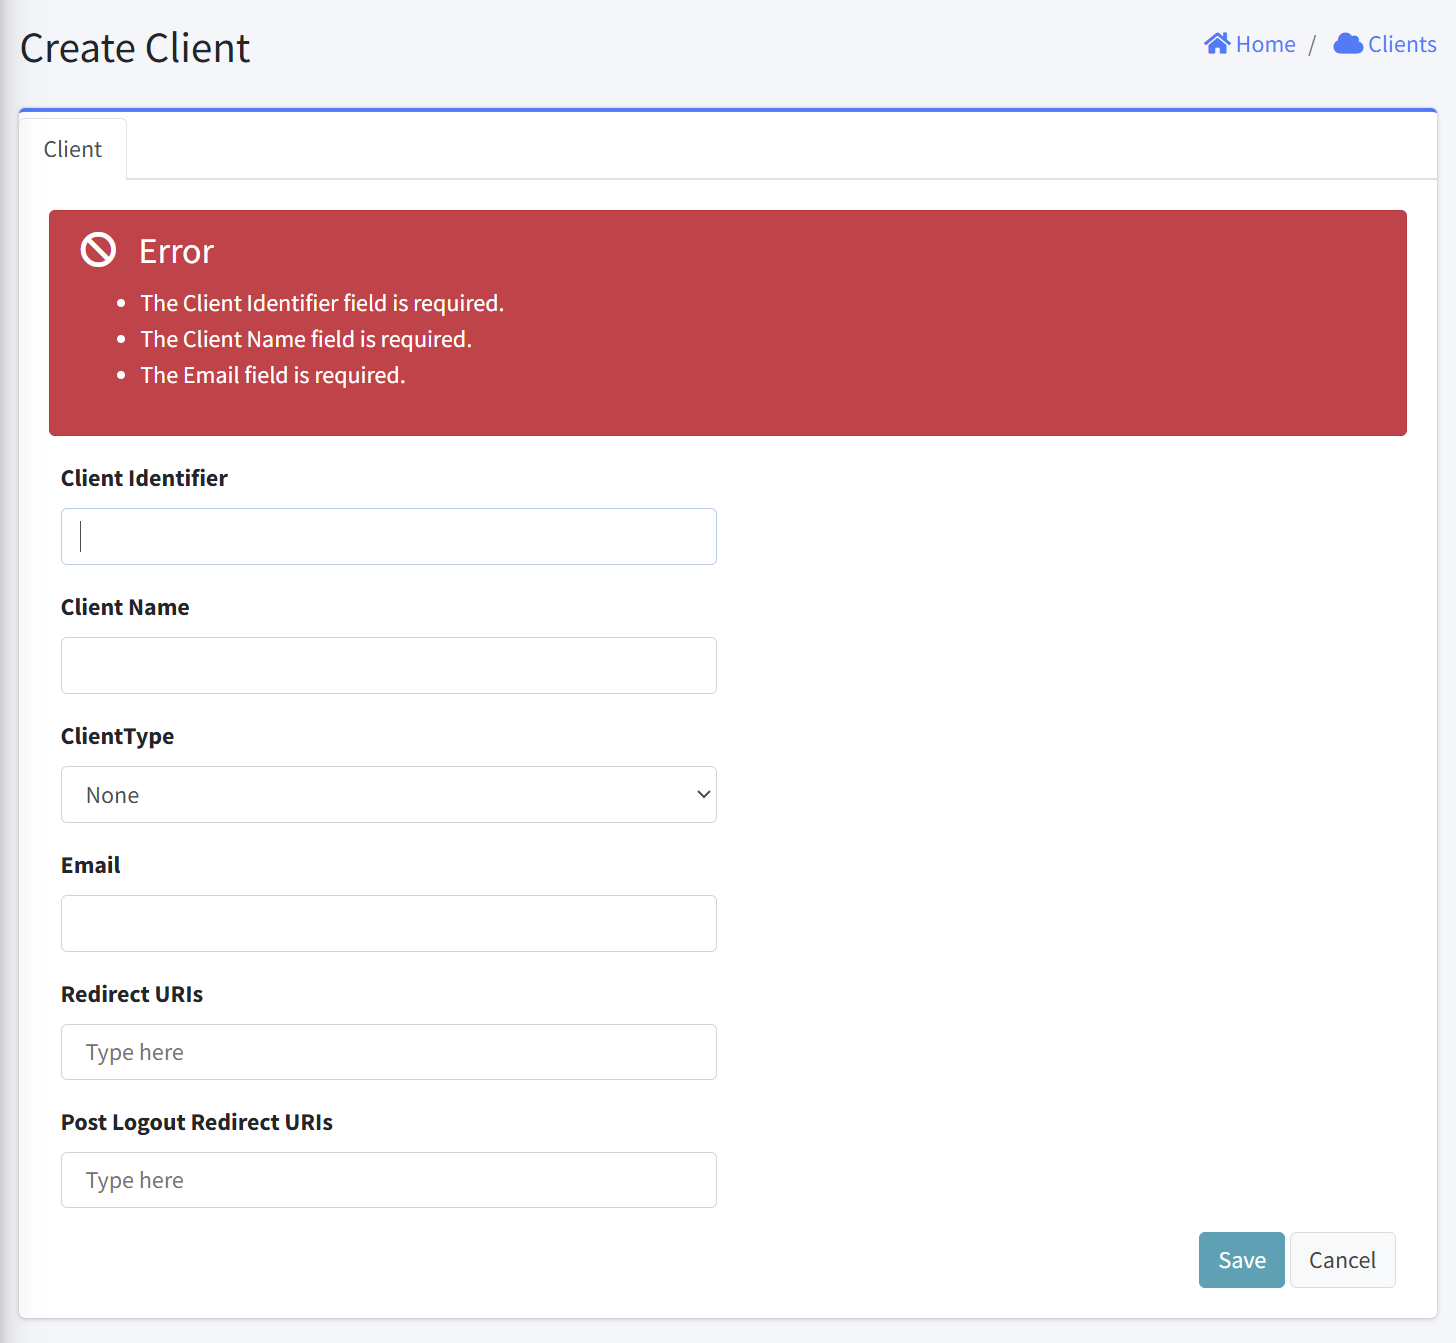 Create Client
Home / Clients
Client
Error
The Client Identifier field is required.
The Client Name field is required.
The Email field is required.
Client Identifier
Client Name
ClientType
None
Email
Redirect URIs
Type here
Post Logout Redirect URIs
Type here
Save Cancel